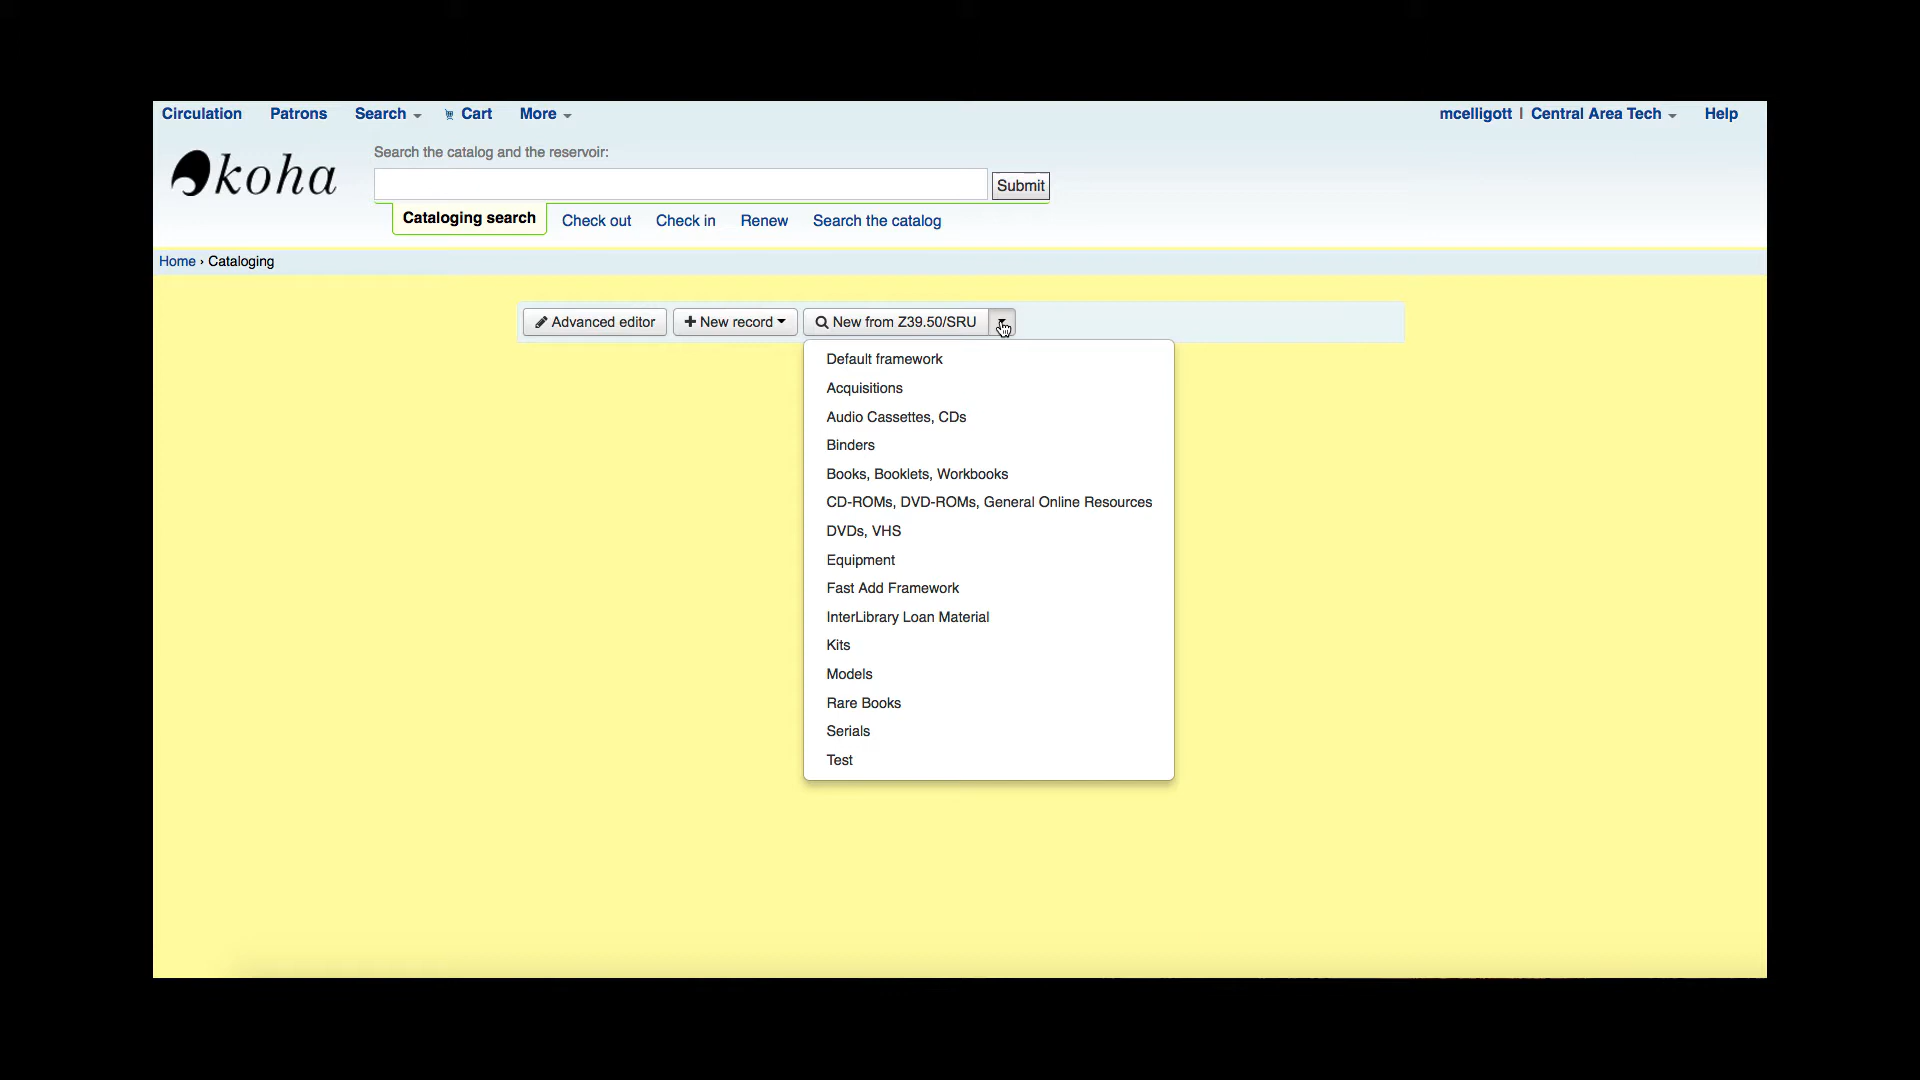 Circulation Patrons Search Cart More mcelligott | Central Area Tech Help
koha
Search the catalog and the reservoir:
Submit
Cataloging search Check out Check in Renew Search the catalog
Home › Cataloging
Advanced editor + New record New from Z39.50/SRU
Default framework
Acquisitions
Audio Cassettes, CDs
Binders
Books, Booklets, Workbooks
CD-ROMs, DVD-ROMs, General Online Resources
DVDs, VHS
Equipment
Fast Add Framework
InterLibrary Loan Material
Kits
Models
Rare Books
Serials
Test